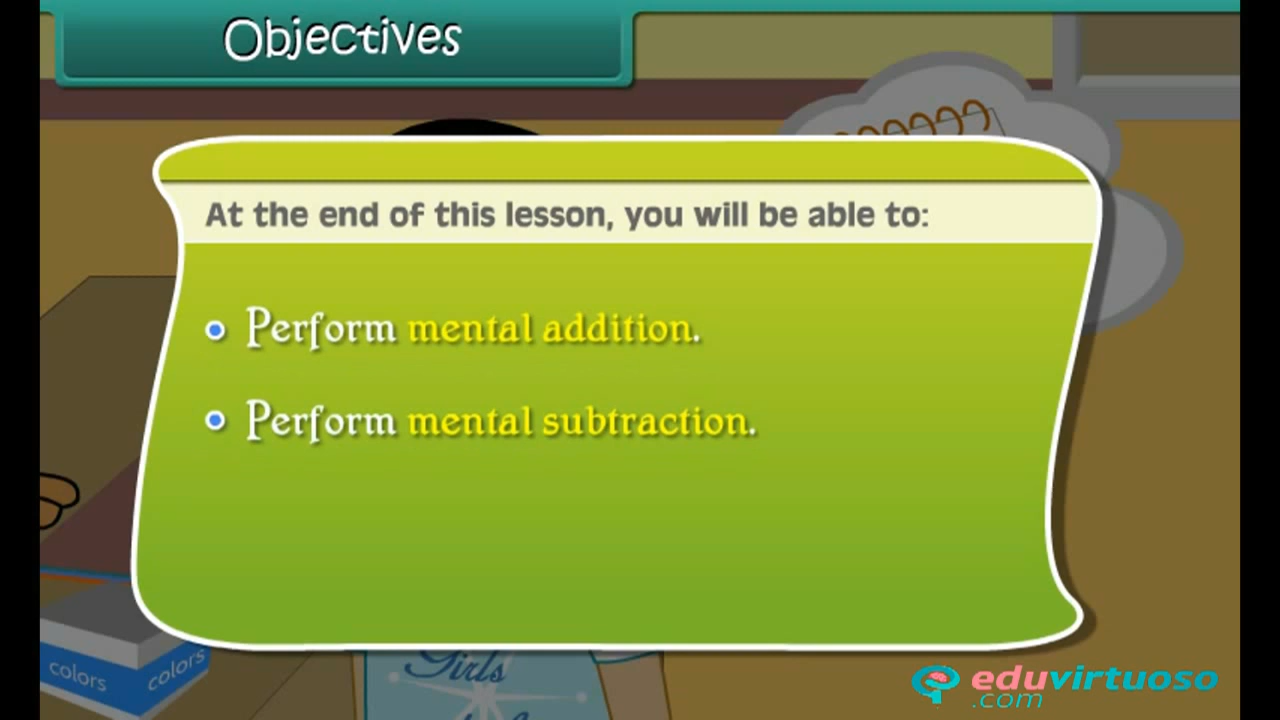 Objectives
At the end of this lesson, you will be able to:
Perform mental addition.
Perform mental subtraction.
colors colors
Girls
eduvirtuoso
.com